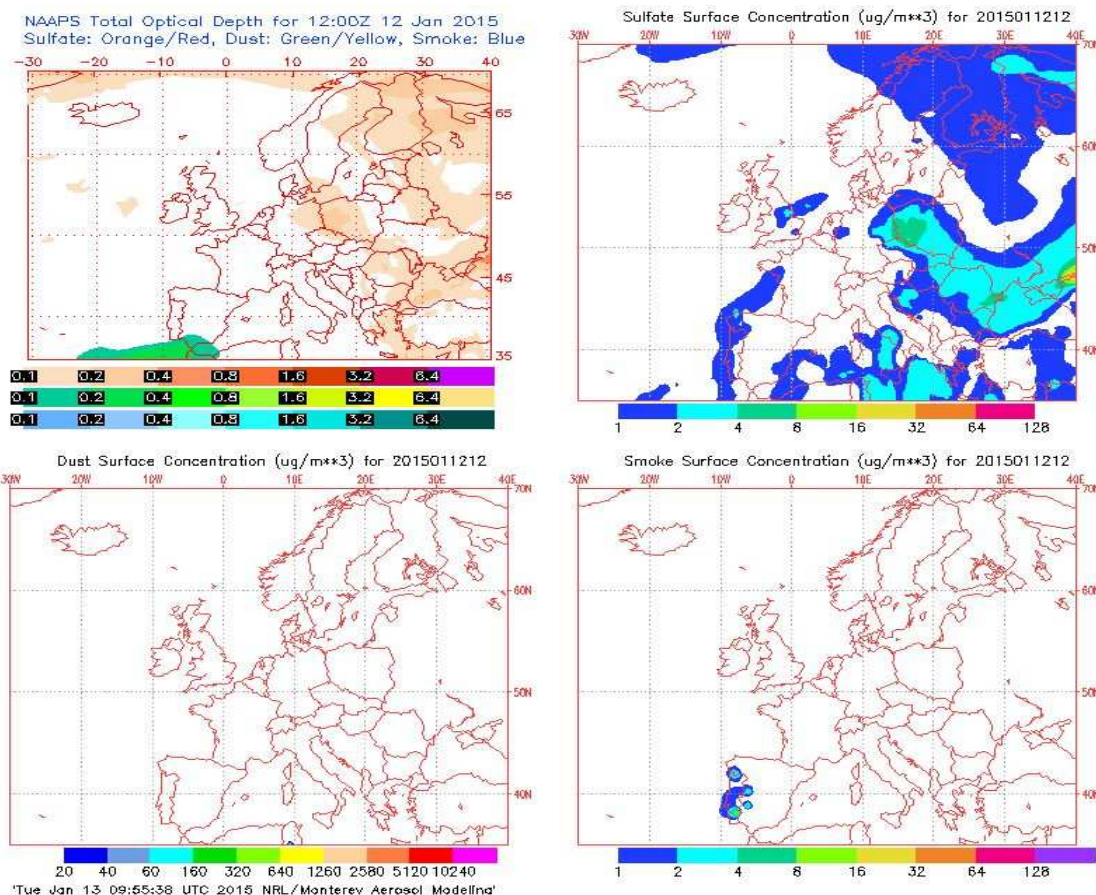 NAAPS Total Optical Depth for 12:00Z 12 Jan 2015
Sulfate: Orange/Red, Dust: Green/Yellow, Smoke: Blue
-30 -20 -10 0 10 20 30 40
65
55
45
35
0.1 0.2 0.4 0.8 1.6 3.2 6.4
0.1 0.2 0.4 0.8 1.6 3.2 6.4
0.1 0.2 0.4 0.8 1.6 3.2 6.4
Sulfate Surface Concentration (ug/m**3) for 2015011212
30W 20W 10W 0 10E 20E 30E 40E
70N
60N
50N
40N
1 2 4 8 16 32 64 128
Dust Surface Concentration (ug/m**3) for 2015011212
30W 20W 10W 0 10E 20E 30E 40E
70N
60N
50N
40N
20 40 60 160 320 640 1260 2580 5120 10240
'Tue Jan 13 09:55:38 UTC 2015 NRL/Monterey Aerosol Modeling'
Smoke Surface Concentration (ug/m**3) for 2015011212
30W 20W 10W 0 10E 20E 30E 40E
70N
60N
50N
40N
1 2 4 8 16 32 64 128